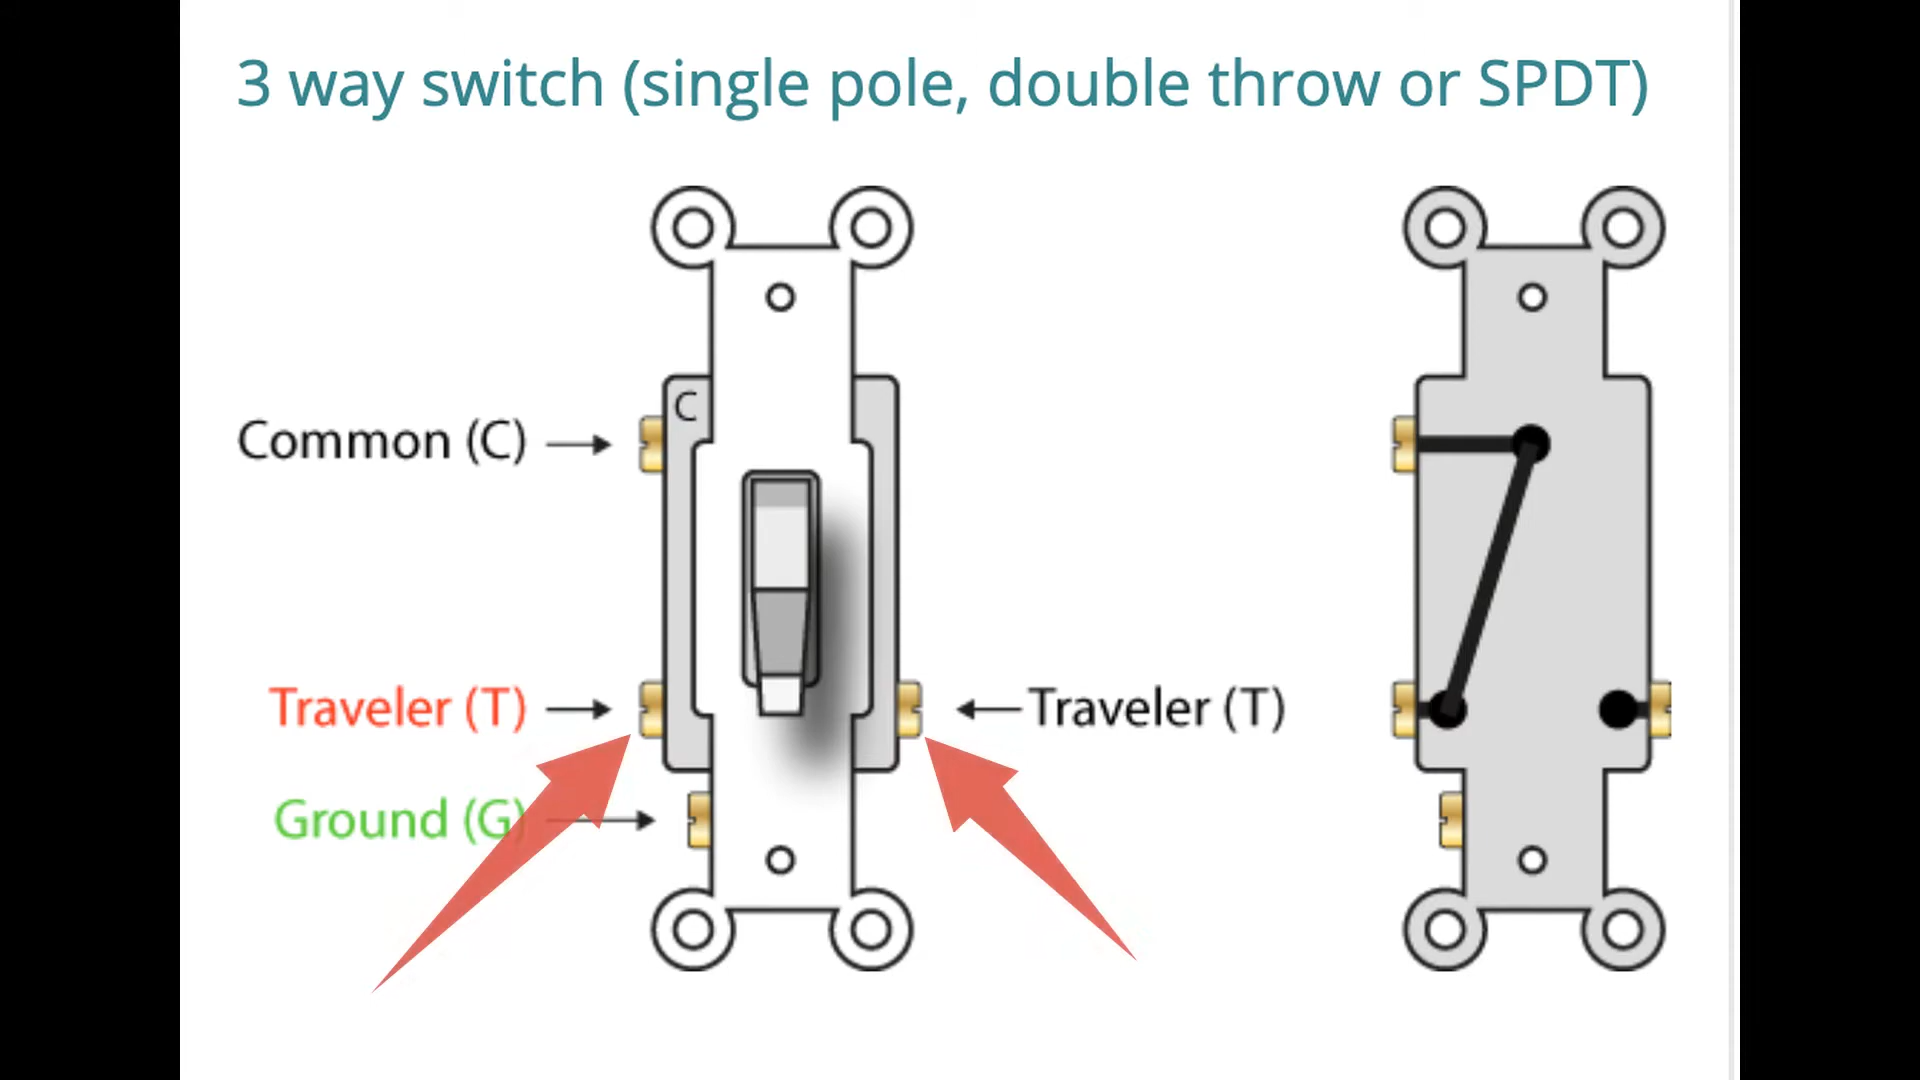 3 way switch (single pole, double throw or SPDT)
C
Common (C)
Traveler (T)
Traveler (T)
Ground (G)